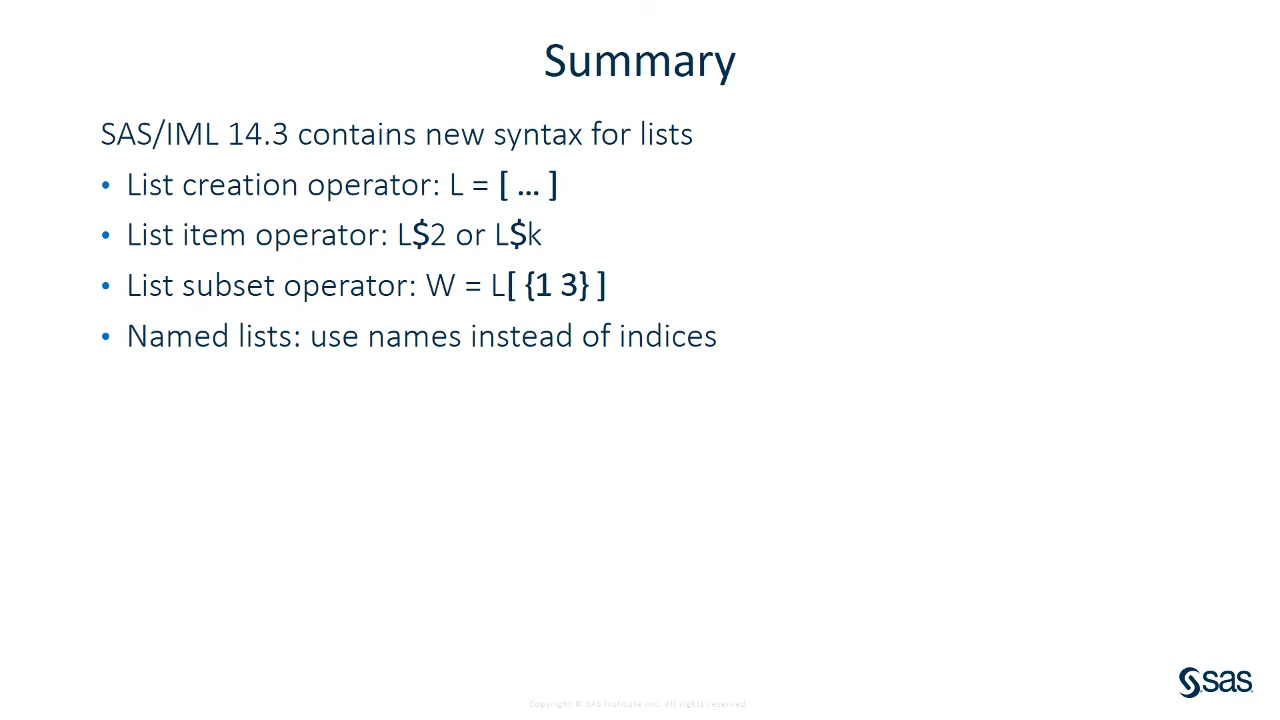 Summary
SAS/IML 14.3 contains new syntax for lists
• List creation operator: L = [ … ]
• List item operator: L$2 or L$k
• List subset operator: W = L[ {1 3} ]
• Named lists: use names instead of indices
sas
Copyright © SAS Institute Inc. All rights reserved.